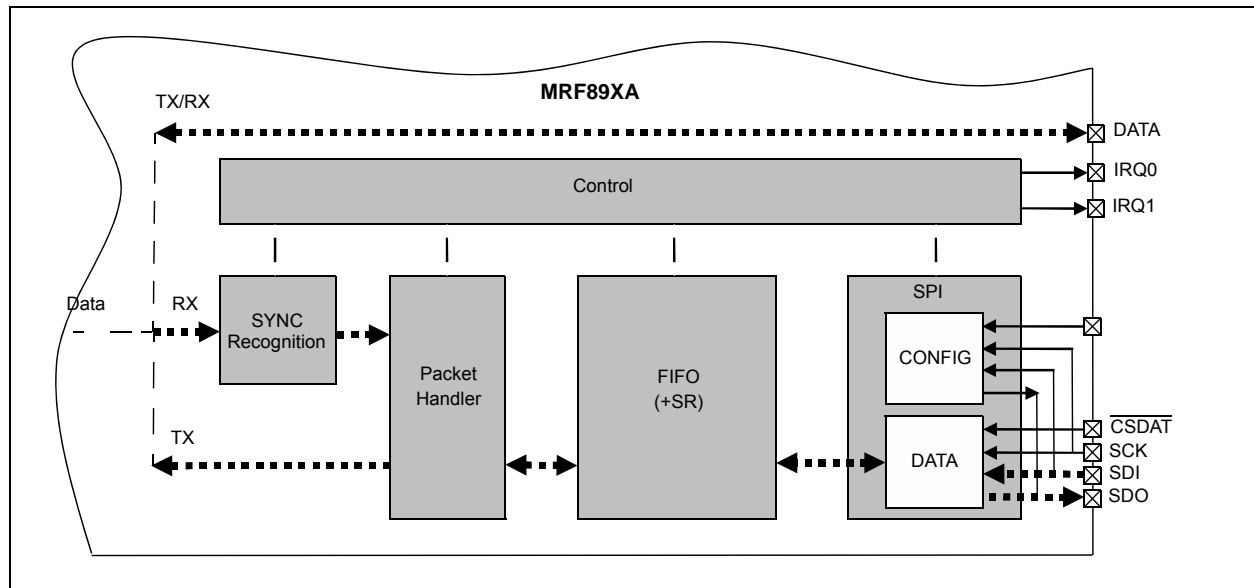 MRF89XA
TX/RX
DATA
Control
IRQ0
IRQ1
SPI
Data
RX
SYNC
Recognition
CONFIG
Packet
Handler
FIFO
(+SR)
CSDAT
SCK
TX
DATA
SDI
SDO